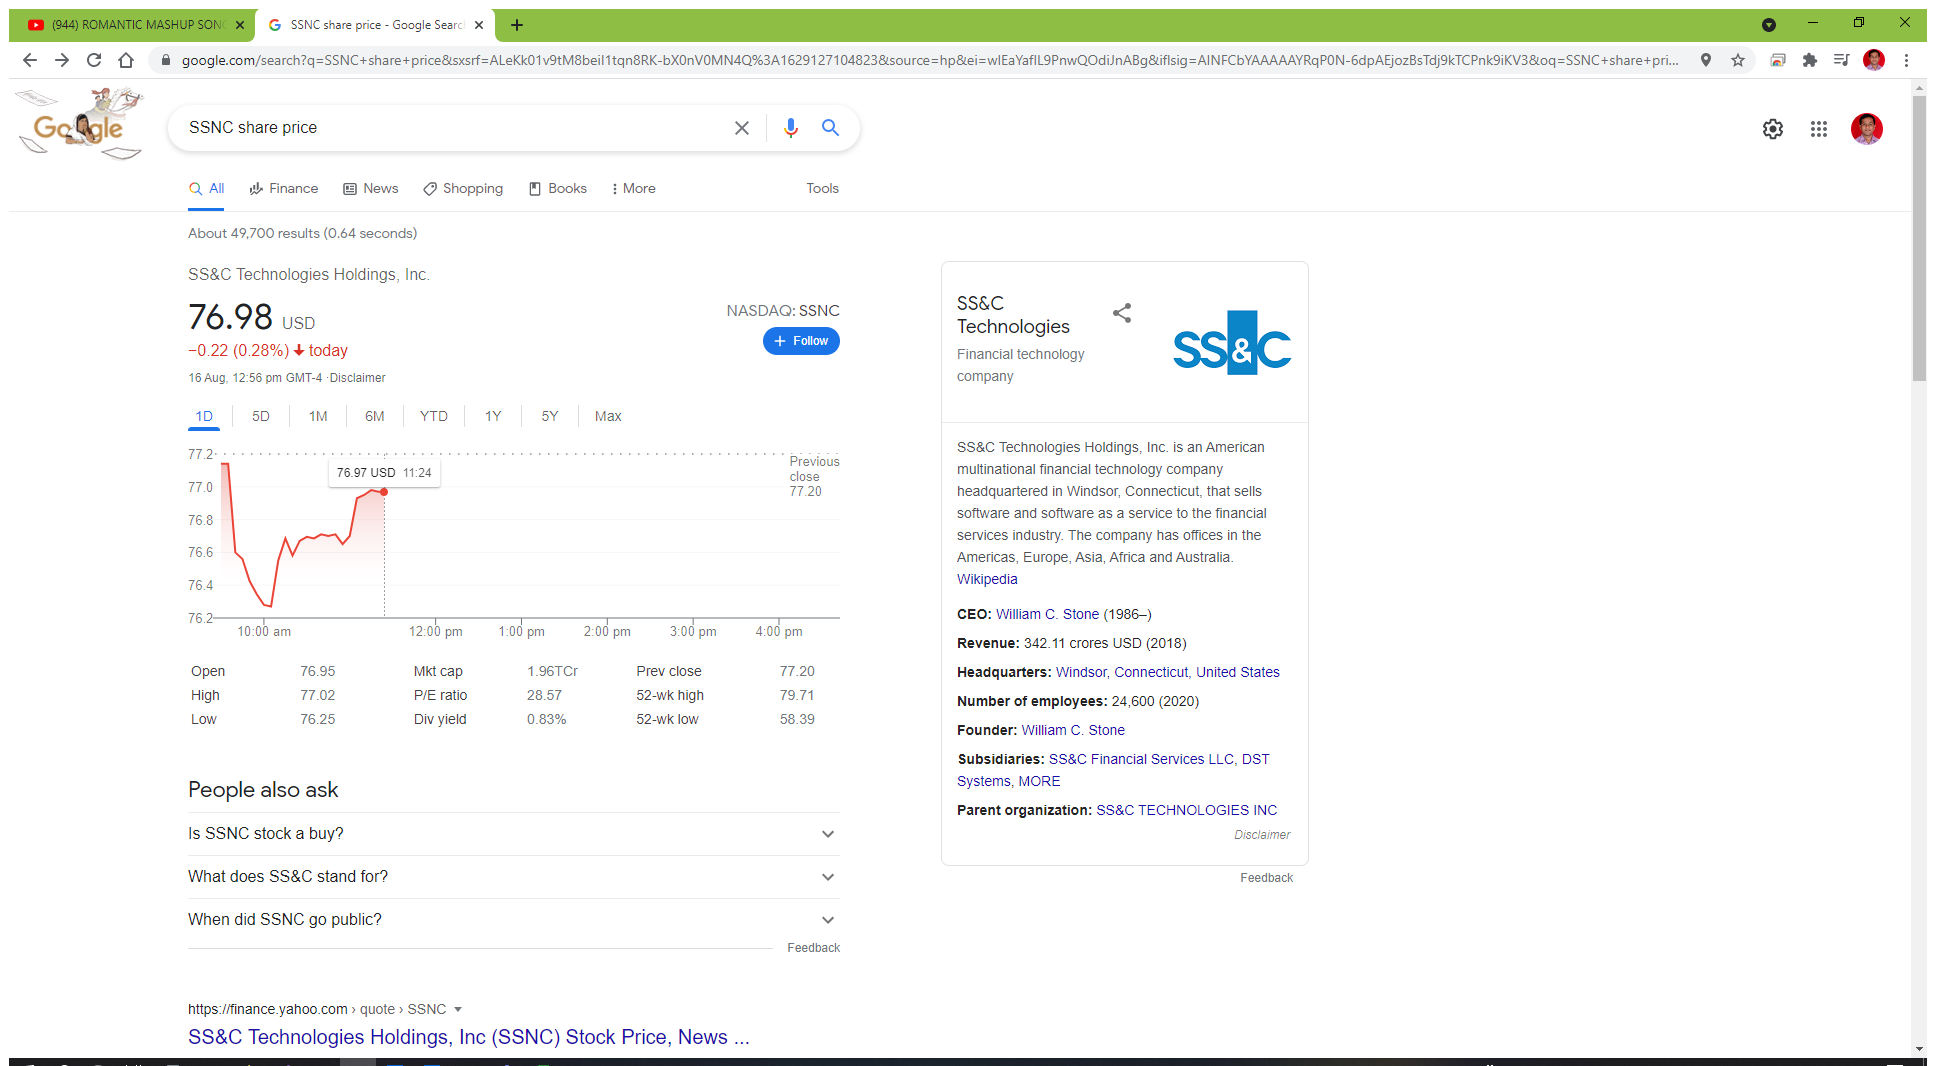 (944) ROMANTIC MASHUP SON
SSNC share price - Google Searc
google.com/search?q=SSNC+share+price&sxsrf=ALeKk01v9tM8beiI1tqn8RK-bX0nV0MN4Q%3A1629127104823&source=hp&ei=wIEaYafIL9PnwQOdiJnABg&iflsig=AINFCbYAAAAAYRqP0N-6dpAEjozBsTdj9kTCPnk9iKV3&oq=SSNC+share+pri...
Google
SSNC share price
All Finance News Shopping Books More Tools
About 49,700 results (0.64 seconds)
SS&C Technologies Holdings, Inc.
76.98 USD
NASDAQ: SSNC
−0.22 (0.28%) today
Follow
16 Aug, 12:56 pm GMT-4 ·Disclaimer
1D 5D 1M 6M YTD 1Y 5Y Max
77.2
77.0
76.8
76.6
76.4
76.2
76.97 USD 11:24
Previous
close
77.20
10:00 am 12:00 pm 1:00 pm 2:00 pm 3:00 pm 4:00 pm
Open 76.95 Mkt cap 1.96TCr Prev close 77.20
High 77.02 P/E ratio 28.57 52-wk high 79.71
Low 76.25 Div yield 0.83% 52-wk low 58.39
People also ask
Is SSNC stock a buy?
What does SS&C stand for?
When did SSNC go public?
Feedback
https://finance.yahoo.com › quote › SSNC
SS&C Technologies Holdings, Inc (SSNC) Stock Price, News ...
SS&C
Technologies
Financial technology
company
SS&C
SS&C Technologies Holdings, Inc. is an American
multinational financial technology company
headquartered in Windsor, Connecticut, that sells
software and software as a service to the financial
services industry. The company has offices in the
Americas, Europe, Asia, Africa and Australia.
Wikipedia
CEO: William C. Stone (1986–)
Revenue: 342.11 crores USD (2018)
Headquarters: Windsor, Connecticut, United States
Number of employees: 24,600 (2020)
Founder: William C. Stone
Subsidiaries: SS&C Financial Services LLC, DST
Systems, MORE
Parent organization: SS&C TECHNOLOGIES INC
Disclaimer
Feedback